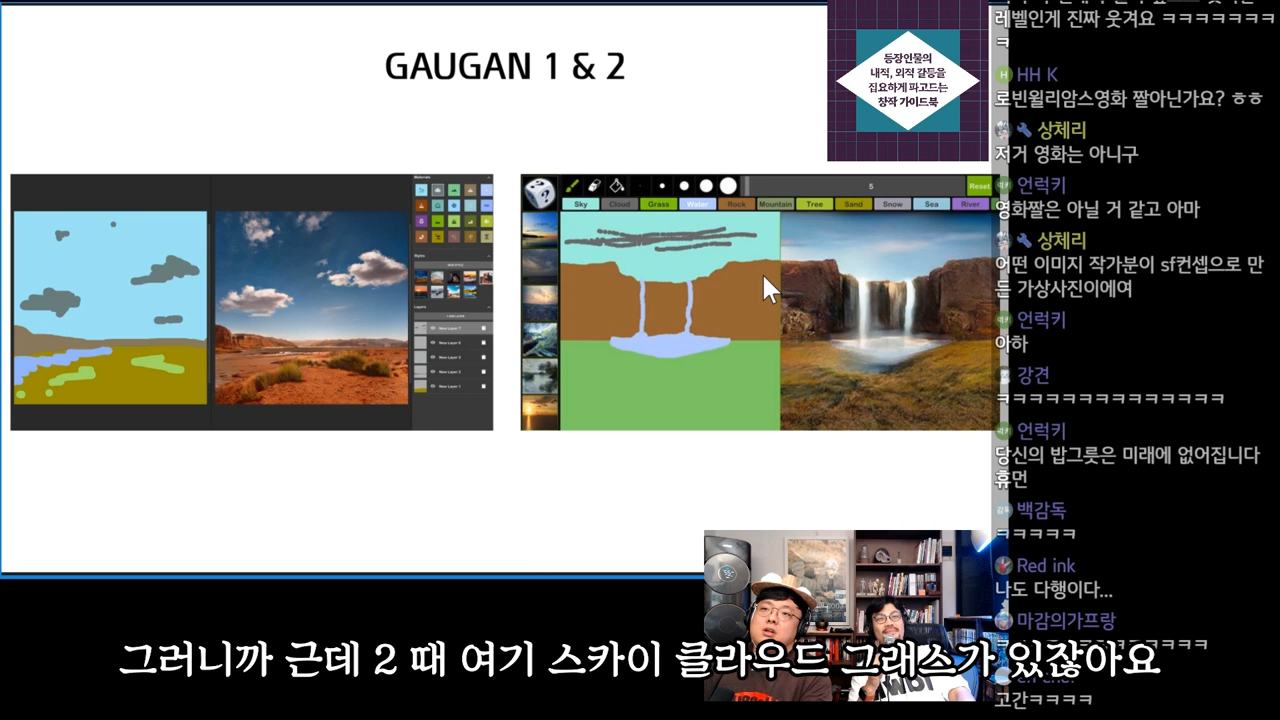 GAUGAN 1 & 2
등장인물의
내적, 외적 갈등을
집요하게 파고드는
창작 가이드북
Materials
Styles
Layers
New Layer 1
5
Reset
Sky
Cloud
Grass
Water
Rock
Mountain
Tree
Sand
Snow
Sea
River
레벨인게 진짜 웃겨요 ㅋㅋㅋㅋㅋㅋㅋ
ㅋ
H HH K
로빈윌리암스영화 짤아닌가요? ㅎㅎ
상체리
저거 영화는 아니구
언럭키
영화짤은 아닐 거 같고 아마
상체리
어떤 이미지 작가분이 sf컨셉으로 만
든 가상사진이에여
언럭키
아하
강견
ㅋㅋㅋㅋㅋㅋㅋㅋㅋㅋㅋㅋㅋㅋ
언럭키
당신의 밥그릇은 미래에 없어집니다
휴먼
백감독
ㅋㅋㅋㅋㅋ
Red ink
나도 다행이다...
마감의가프랑
고간ㅋㅋㅋㅋ
그러니까 근데 2 때 여기 스카이 클라우드 그래스가 있잖아요